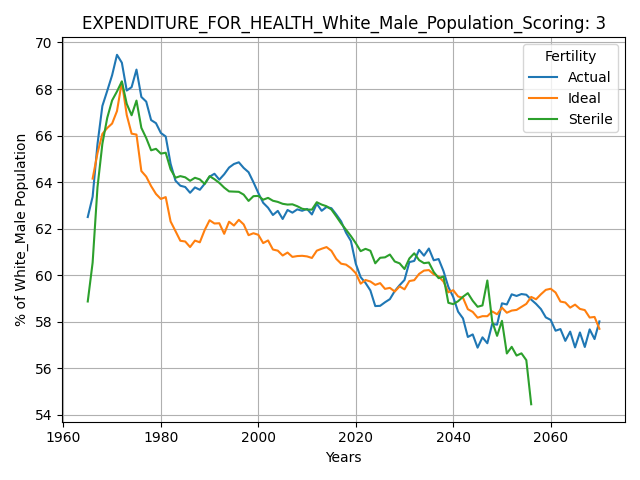 EXPENDITURE_FOR_HEALTH_White_Male_Population_Scoring: 3
% of White_Male Population
70
68
66
64
62
60
58
56
54
Fertility
Actual
Ideal
Sterile
1960
1980
2000
2020
2040
2060
Years